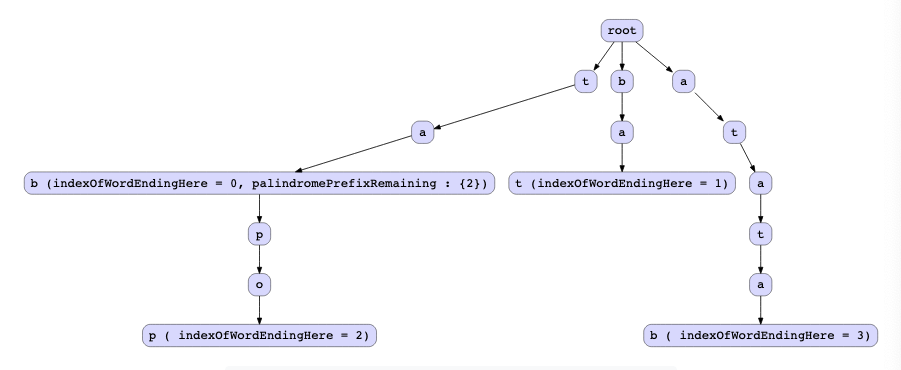 root
t b a
a a t
b (indexOfWordEndingHere = 0, palindromePrefixRemaining : {2}) t (indexOfWordEndingHere = 1) a
p t
o a
p ( indexOfWordEndingHere = 2) b ( indexOfWordEndingHere = 3)